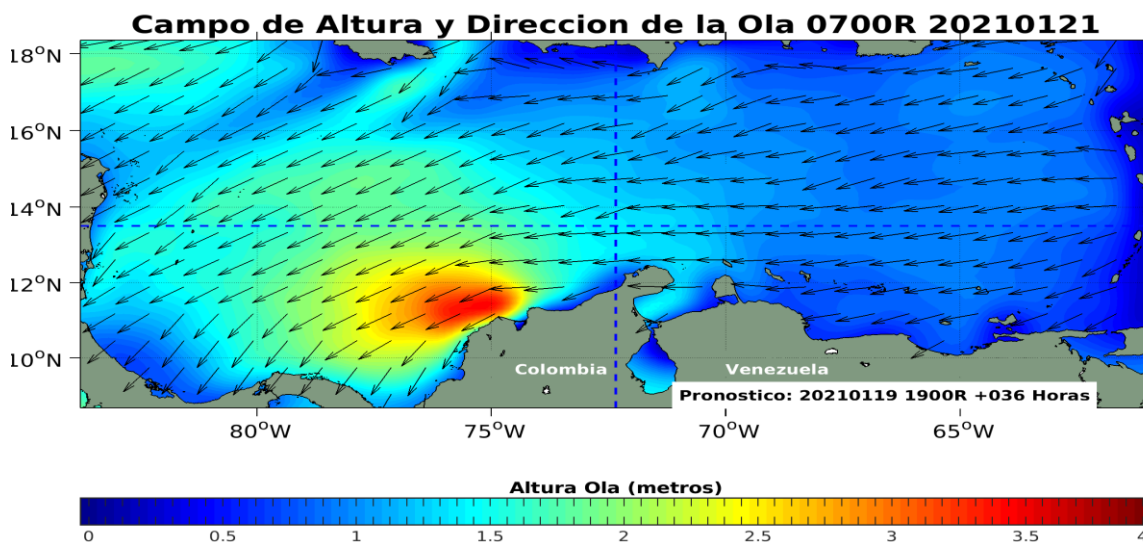 Campo de Altura y Direccion de la Ola 0700R 20210121
18°N
16°N
14°N
12°N
10°N
Colombia
Venezuela
Pronostico: 20210119 1900R +036 Horas
80°W
75°W
70°W
65°W
Altura Ola (metros)
0 0.5 1 1.5 2 2.5 3 3.5 4